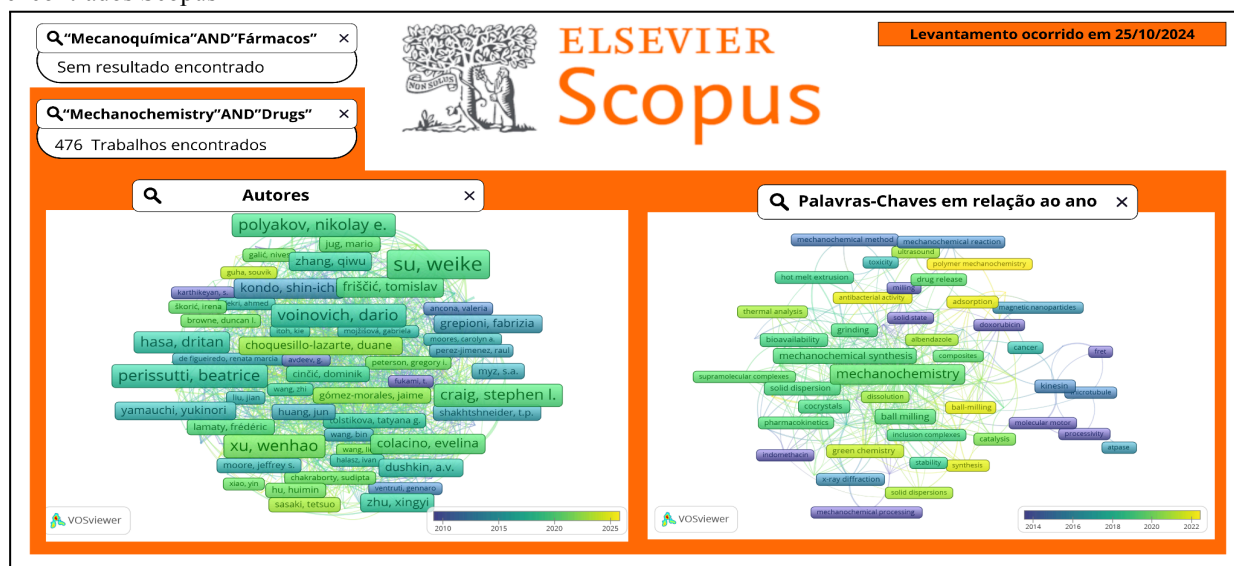 "Mecanoquímica"AND"Fármacos" ×
Sem resultado encontrado
"Mechanochemistry"AND"Drugs" ×
476 Trabalhos encontrados
NON SOLUS
ELSEVIER
Scopus
Levantamento ocorrido em 25/10/2024
Autores ×
polyakov, nikolay e.
jug, mario
galić, nives
zhang, qiwu
su, weike
guha, souvik
kondo, shin-ich
friščić, tomislav
karthikeyan, s.
ekri, ahmed
škorić, irena
voinovich, dario
ancona, valeria
browne, duncan l.
grepioni, fabrizia
itoh, kie
mojžišová, gabriela
moores, carolyn a.
hasa, dritan
choquesillo-lazarte, duane
perez-jimenez, raul
de figueiredo, renata marcia
avdeev, g.
peterson, gregory i.
perissutti, beatrice
cinčić, dominik
myz, s.a.
fukami, t.
wang, zhi
liu, jian
gómez-morales, jaime
craig, stephen l.
yamauchi, yukinori
huang, jun
tolstikova, tatyana g.
shakhtshneider, t.p.
lamaty, frédéric
wang, bin
xu, wenhao
colacino, evelina
wang, li
moore, jeffrey s.
halasz, ivan
dushkin, a.v.
chakraborty, sudipta
xiao, yin
hu, huimin
ventruti, gennaro
sasaki, tetsuo
zhu, xingyi
VOSviewer
2010 2015 2020 2025
Palavras-Chaves em relação ao ano ×
mechanochemical method
mechanochemical reaction
ultrasound
toxicity
polymer mechanochemistry
hot melt extrusion
drug release
milling
antibacterial activity
adsorption
magnetic nanoparticles
thermal analysis
solid state
doxorubicin
grinding
bioavailability
albendazole
cancer
mechanochemical synthesis
composites
fret
supramolecular complexes
mechanochemistry
solid dispersion
kinesin
microtubule
dissolution
cocrystals
ball-milling
pharmacokinetics
ball milling
molecular motor
inclusion complexes
processivity
catalysis
green chemistry
atpase
indomethacin
stability
synthesis
x-ray diffraction
solid dispersions
mechanochemical processing
VOSviewer
2014 2016 2018 2020 2022